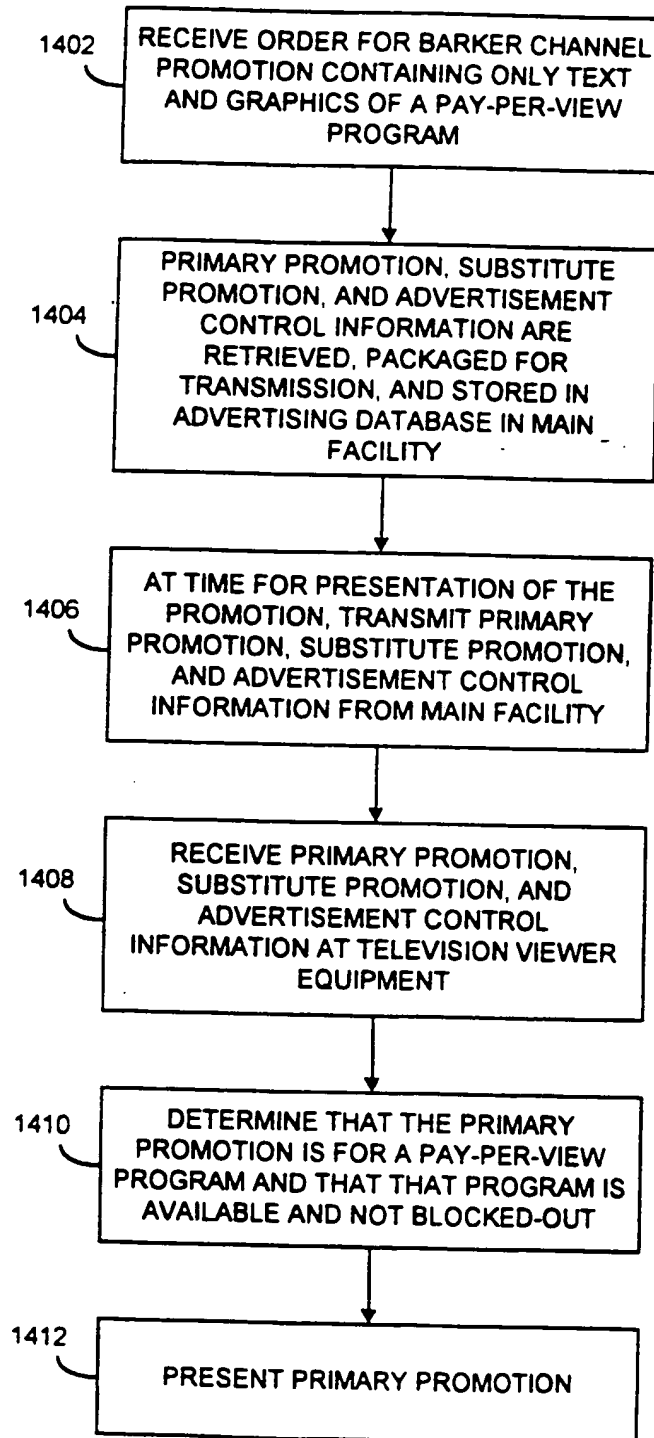 1402
RECEIVE ORDER FOR BARKER CHANNEL
PROMOTION CONTAINING ONLY TEXT
AND GRAPHICS OF A PAY-PER-VIEW
PROGRAM
1404
PRIMARY PROMOTION, SUBSTITUTE
PROMOTION, AND ADVERTISEMENT
CONTROL INFORMATION ARE
RETRIEVED, PACKAGED FOR
TRANSMISSION, AND STORED IN
ADVERTISING DATABASE IN MAIN
FACILITY
1406
AT TIME FOR PRESENTATION OF THE
PROMOTION, TRANSMIT PRIMARY
PROMOTION, SUBSTITUTE PROMOTION,
AND ADVERTISEMENT CONTROL
INFORMATION FROM MAIN FACILITY
1408
RECEIVE PRIMARY PROMOTION,
SUBSTITUTE PROMOTION, AND
ADVERTISEMENT CONTROL
INFORMATION AT TELEVISION VIEWER
EQUIPMENT
1410
DETERMINE THAT THE PRIMARY
PROMOTION IS FOR A PAY-PER-VIEW
PROGRAM AND THAT THAT PROGRAM IS
AVAILABLE AND NOT BLOCKED-OUT
1412
PRESENT PRIMARY PROMOTION